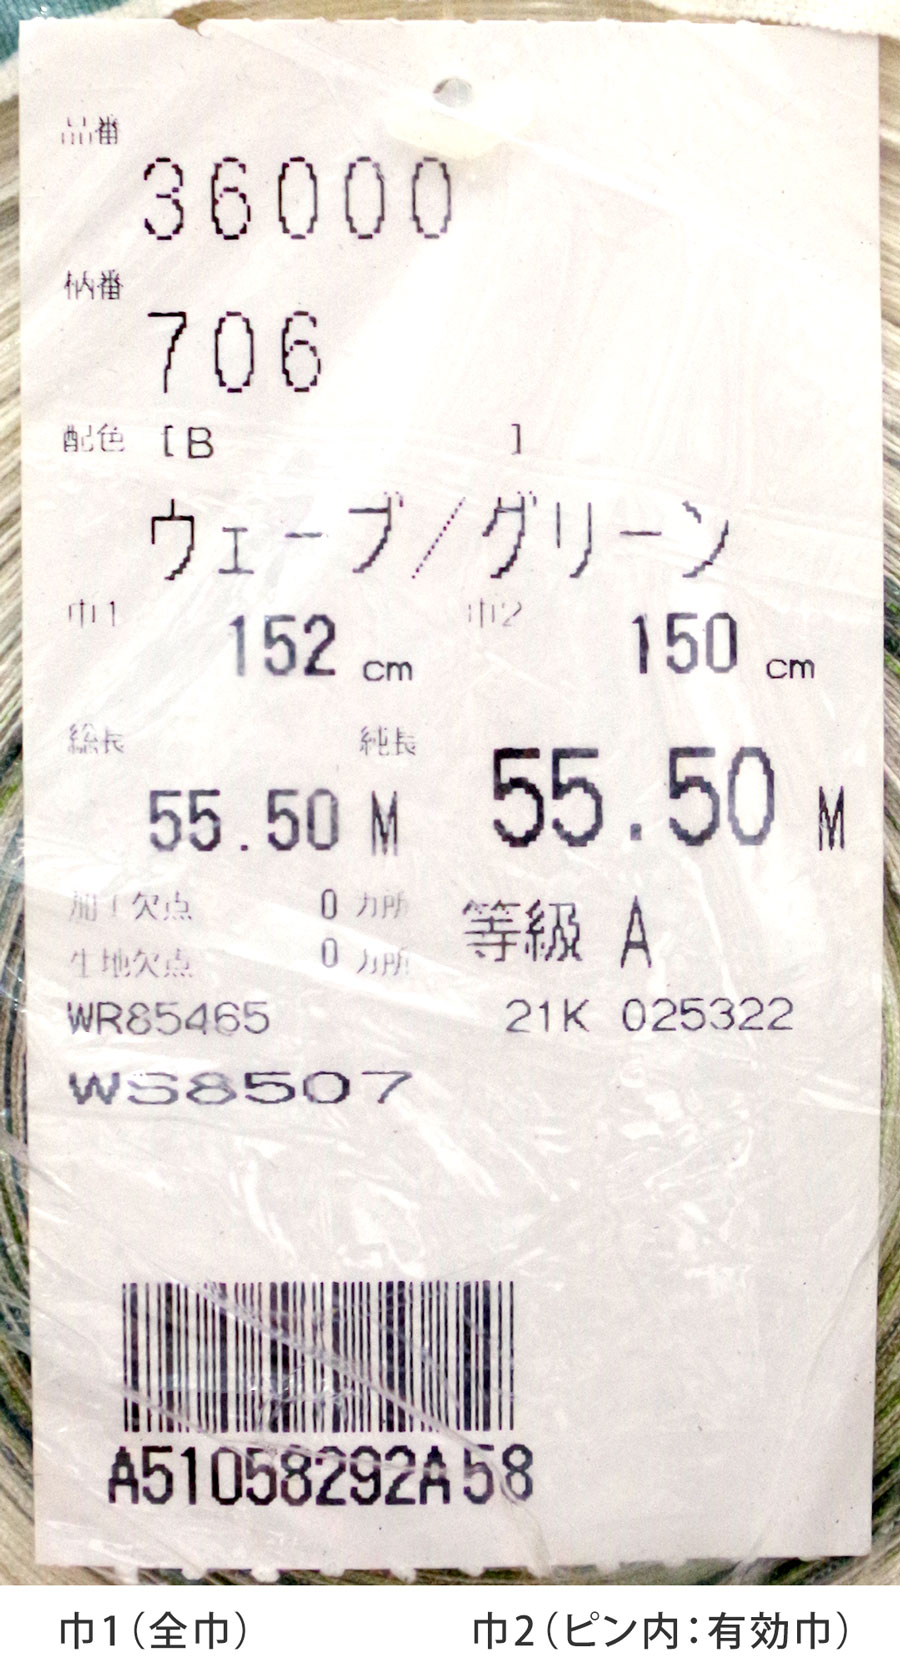 品番
36000
柄番
706
配色 [B ]
ウェーブ/グリーン
巾1 152 cm 巾2 150 cm
総長 55.50 M 純長 55.50 M
加工欠点 0 カ所
生地欠点 0 カ所 等級 A
WR85465 21K 025322
WS8507
A51058292A58
巾1(全巾) 巾2(ピン内:有効巾)